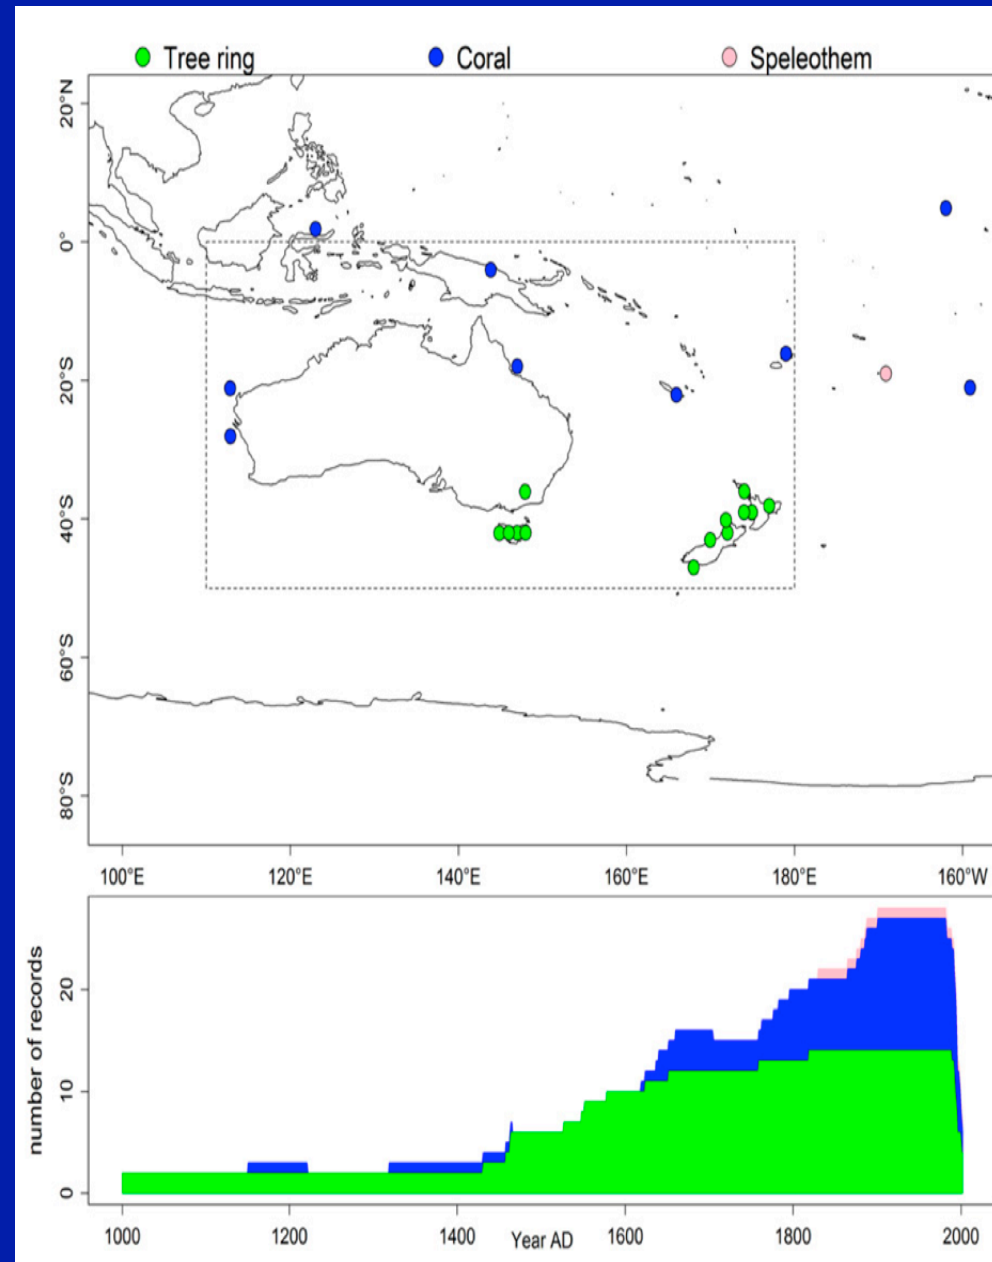 Tree ring Coral Speleothem
20°N
0°
20°S
40°S
60°S
80°S
100°E 120°E 140°E 160°E 180°E 160°W
number of records
20
10
0
1000 1200 1400 1600 1800 2000
Year AD